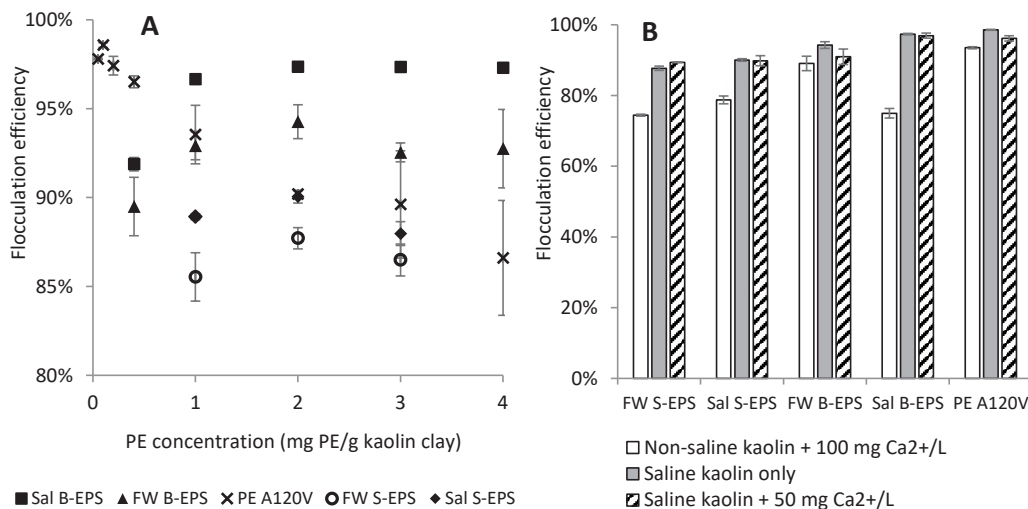 A
100%
95%
90%
85%
80%
Flocculation efficiency
0 1 2 3 4
PE concentration (mg PE/g kaolin clay)
Sal B-EPS FW B-EPS PE A120V FW S-EPS Sal S-EPS
B
100%
80%
60%
40%
20%
0%
Flocculation efficiency
FW S-EPS Sal S-EPS FW B-EPS Sal B-EPS PE A120V
Non-saline kaolin + 100 mg Ca2+/L
Saline kaolin only
Saline kaolin + 50 mg Ca2+/L